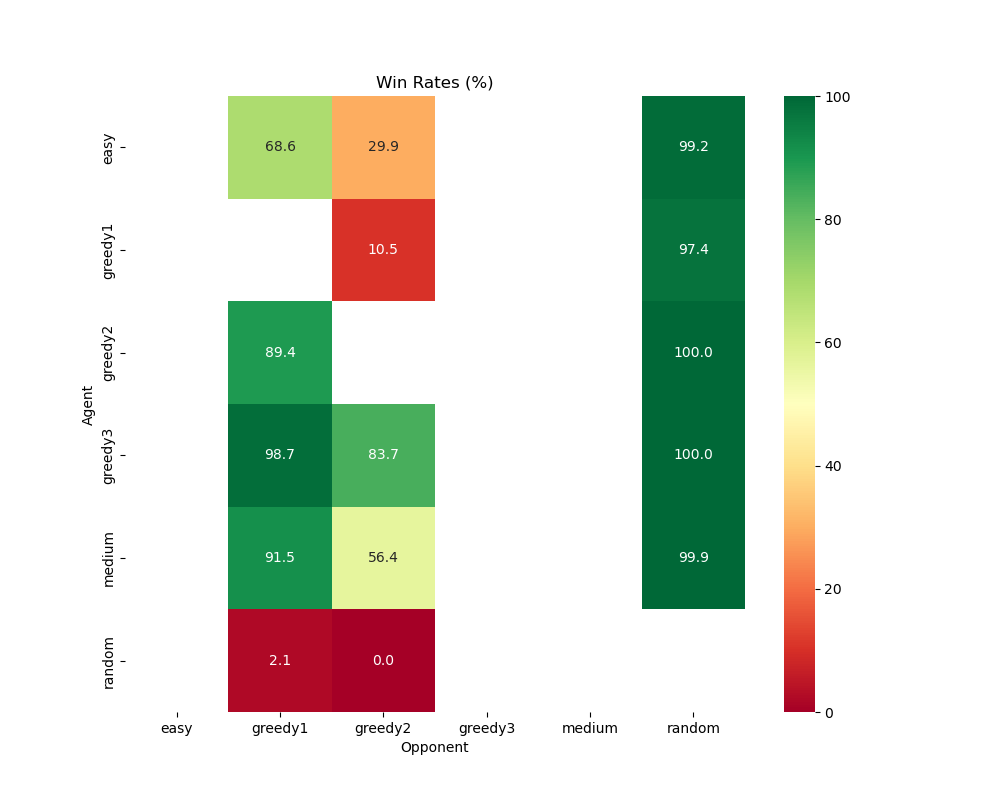 Win Rates (%)
easy 68.6 29.9 99.2
greedy1 10.5 97.4
greedy2 89.4 100.0
greedy3 98.7 83.7 100.0
medium 91.5 56.4 99.9
random 2.1 0.0
Agent
easy greedy1 greedy2 greedy3 medium random
Opponent
100
80
60
40
20
0